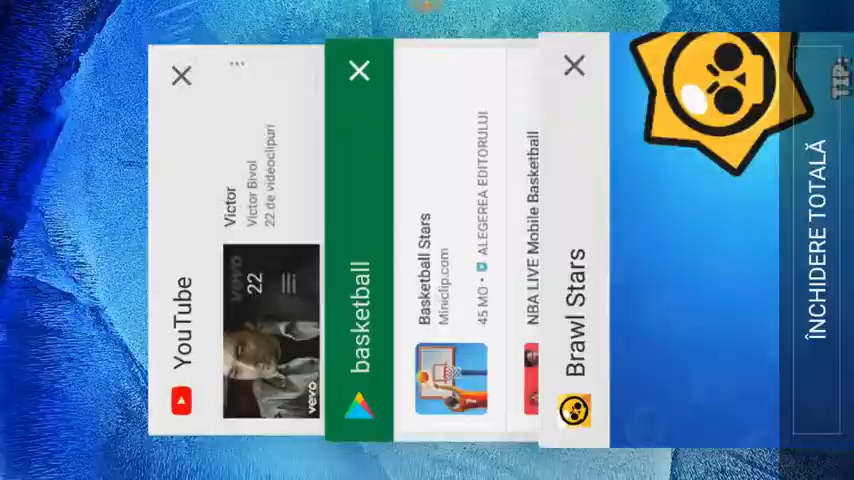 YouTube
Victor
Victor Bivol
22 de videoclipuri
vevo
22
vevo
basketball
Basketball Stars
Miniclip.com
45 MO • ALEGEREA EDITORULUI
NBA LIVE Mobile Basketball
Brawl Stars
TIP:
ÎNCHIDERE TOTALĂ